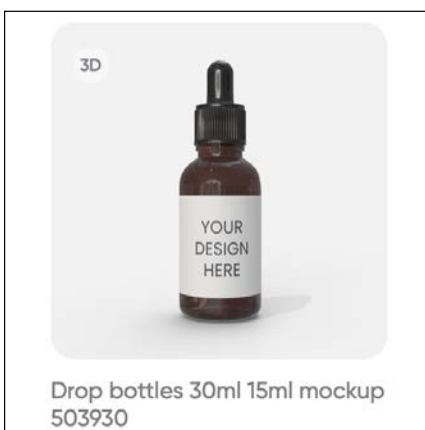 3D
YOUR
DESIGN
HERE
Drop bottles 30ml 15ml mockup
503930